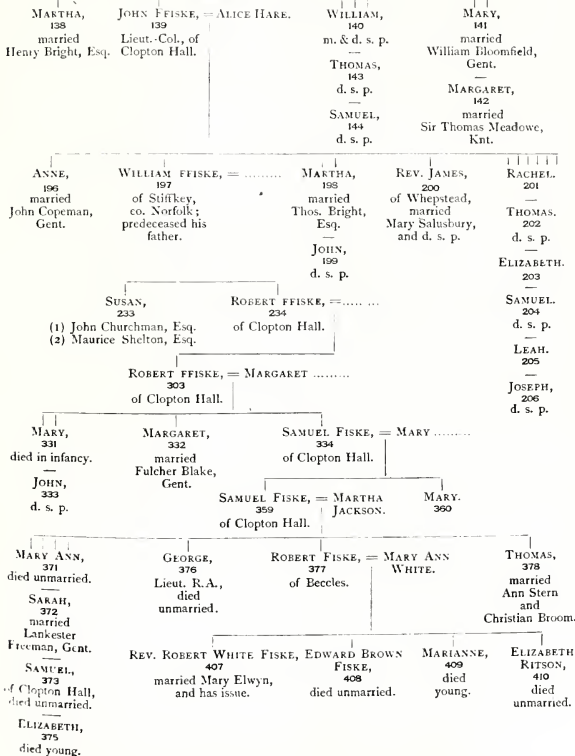 MARTHA,
138
married
Henry Bright, Esq.
JOHN FFISKE, = ALICE HARE.
139
Lieut.-Col., of
Clopton Hall.
WILLIAM,
140
m. & d. s. p.
—
THOMAS,
143
d. s. p.
—
SAMUEL,
144
d. s. p.
MARY,
141
married
William Bloomfield,
Gent.
—
MARGARET,
142
married
Sir Thomas Meadowe,
Knt.
ANNE,
196
married
John Copeman,
Gent.
WILLIAM FFISKE, = .........
197
of Stiffkey,
co. Norfolk;
predeceased his
father.
MARTHA,
198
married
Thos. Bright,
Esq.
—
JOHN,
199
d. s. p.
REV. JAMES,
200
of Whepstead,
married
Mary Salusbury,
and d. s. p.
RACHEL.
201
—
THOMAS.
202
d. s. p.
—
ELIZABETH.
203
—
SAMUEL.
204
d. s. p.
—
LEAH.
205
—
JOSEPH,
206
d. s. p.
SUSAN,
233
(1) John Churchman, Esq.
(2) Maurice Shelton, Esq.
ROBERT FFISKE, =........
234
of Clopton Hall.
ROBERT FFISKE, = MARGARET .........
303
of Clopton Hall.
MARY,
331
died in infancy.
—
JOHN,
333
d. s. p.
MARGARET,
332
married
Fulcher Blake,
Gent.
SAMUEL FISKE, = MARY .........
334
of Clopton Hall.
SAMUEL FISKE, = MARTHA
359 JACKSON.
of Clopton Hall.
MARY.
360
MARY ANN,
371
died unmarried.
—
SARAH,
372
married
Lankester
Freeman, Gent.
—
SAMUEL,
373
of Clopton Hall,
died unmarried.
—
ELIZABETH,
375
died young.
GEORGE,
376
Lieut. R.A.,
died
unmarried.
ROBERT FISKE, = MARY ANN
377 WHITE.
of Beccles.
THOMAS,
378
married
Ann Stern
and
Christian Broom.
REV. ROBERT WHITE FISKE,
407
married Mary Elwyn,
and has issue.
EDWARD BROWN
FISKE,
408
died unmarried.
MARIANNE,
409
died
young.
ELIZABETH
RITSON,
410
died
unmarried.